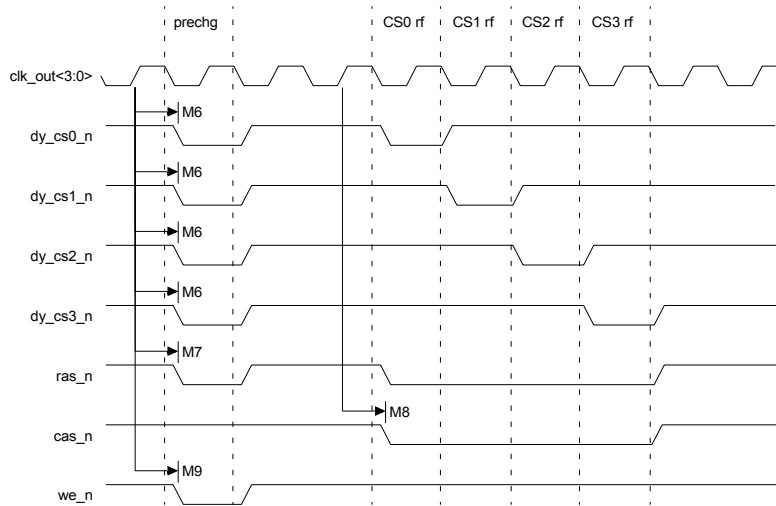 prechg CS0 rf CS1 rf CS2 rf CS3 rf
clk_out<3:0>
M6
dy_cs0_n
M6
dy_cs1_n
M6
dy_cs2_n
M6
dy_cs3_n
M7
ras_n
M8
cas_n
M9
we_n